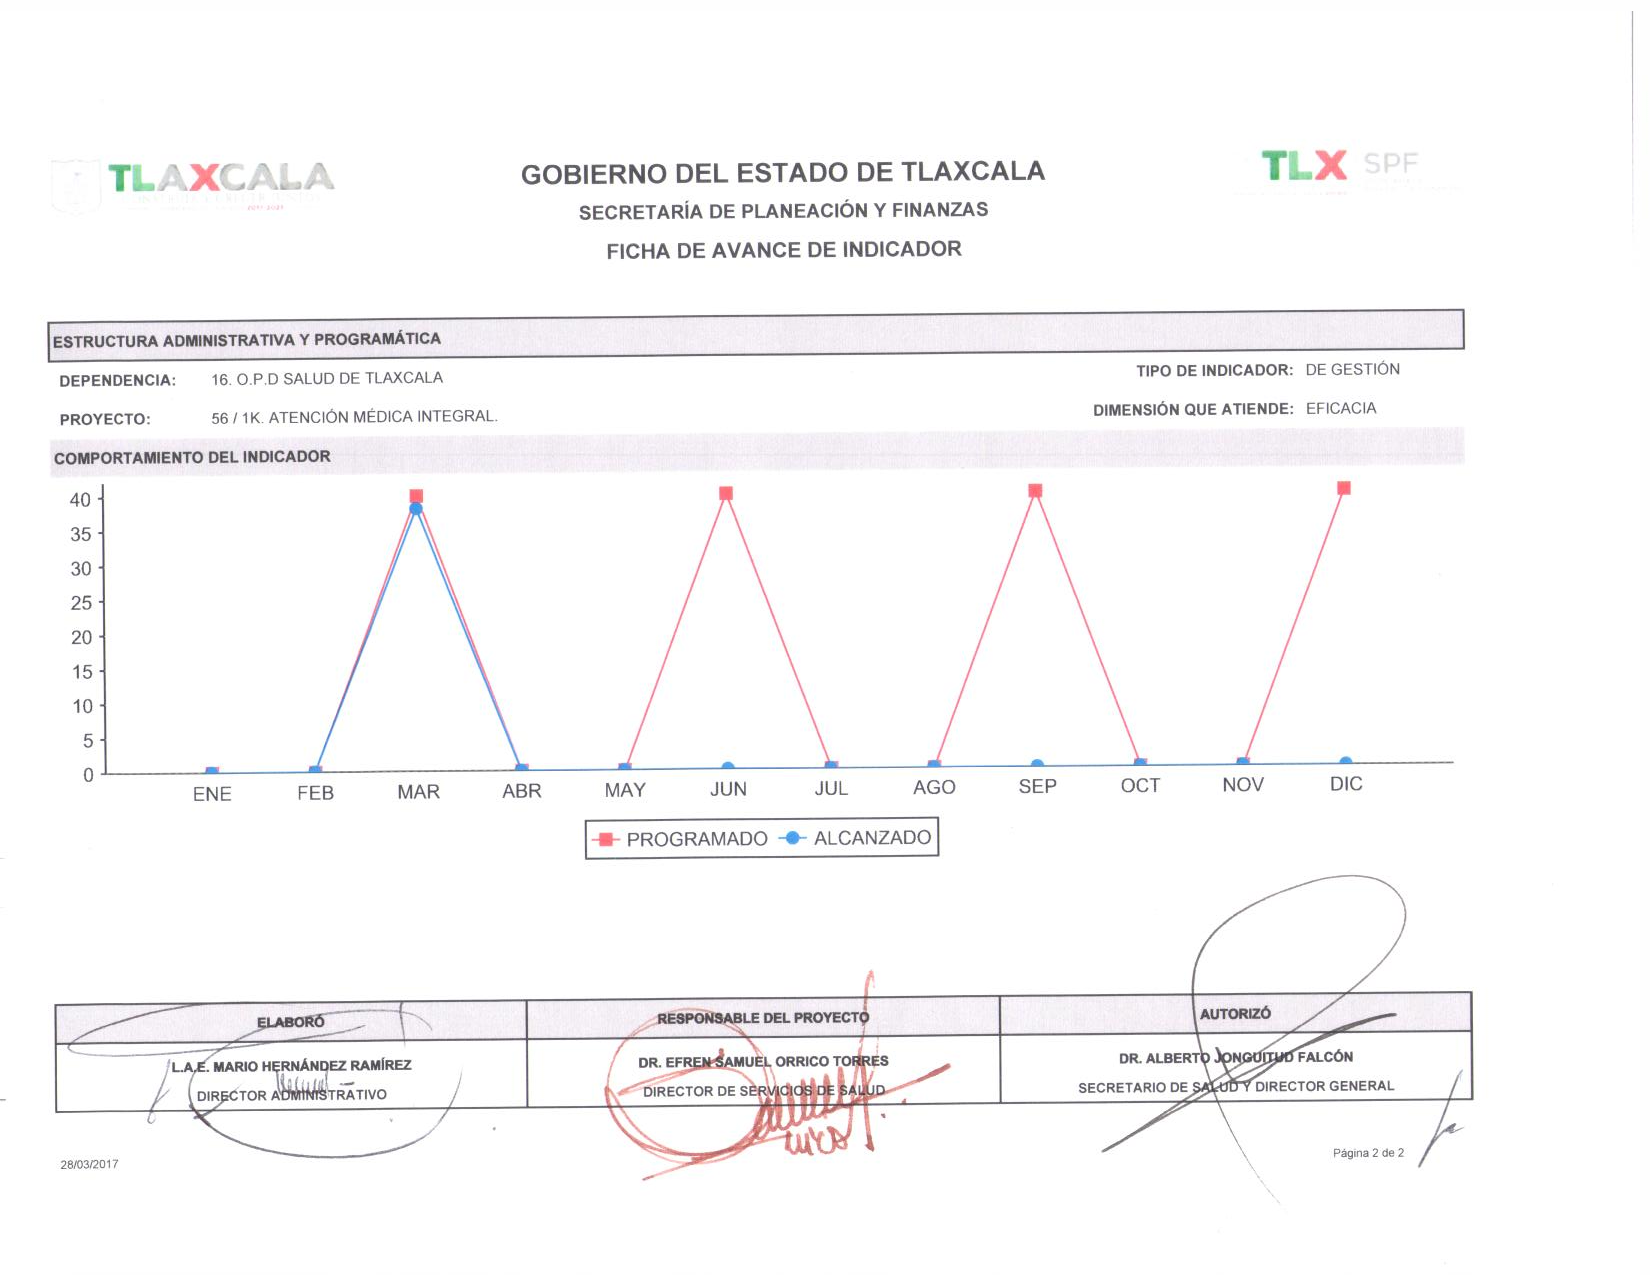 TLAXCALA
GOBIERNO DEL ESTADO DE TLAXCALA
TLX SPF
SECRETARÍA DE PLANEACIÓN Y FINANZAS
FICHA DE AVANCE DE INDICADOR
ESTRUCTURA ADMINISTRATIVA Y PROGRAMÁTICA
DEPENDENCIA: 16. O.P.D SALUD DE TLAXCALA
TIPO DE INDICADOR: DE GESTIÓN
PROYECTO: 56 / 1K. ATENCIÓN MÉDICA INTEGRAL.
DIMENSIÓN QUE ATIENDE: EFICACIA
COMPORTAMIENTO DEL INDICADOR
40
35
30
25
20
15
10
5
0
ENE FEB MAR ABR MAY JUN JUL AGO SEP OCT NOV DIC
PROGRAMADO ALCANZADO
ELABORÓ
L.A.E. MARIO HERNÁNDEZ RAMÍREZ
DIRECTOR ADMINISTRATIVO
RESPONSABLE DEL PROYECTO
DR. EFREN SAMUEL ORRICO TORRES
DIRECTOR DE SERVICIOS DE SALUD
AUTORIZÓ
DR. ALBERTO JONGUITUD FALCÓN
SECRETARIO DE SALUD Y DIRECTOR GENERAL
28/03/2017
Página 2 de 2